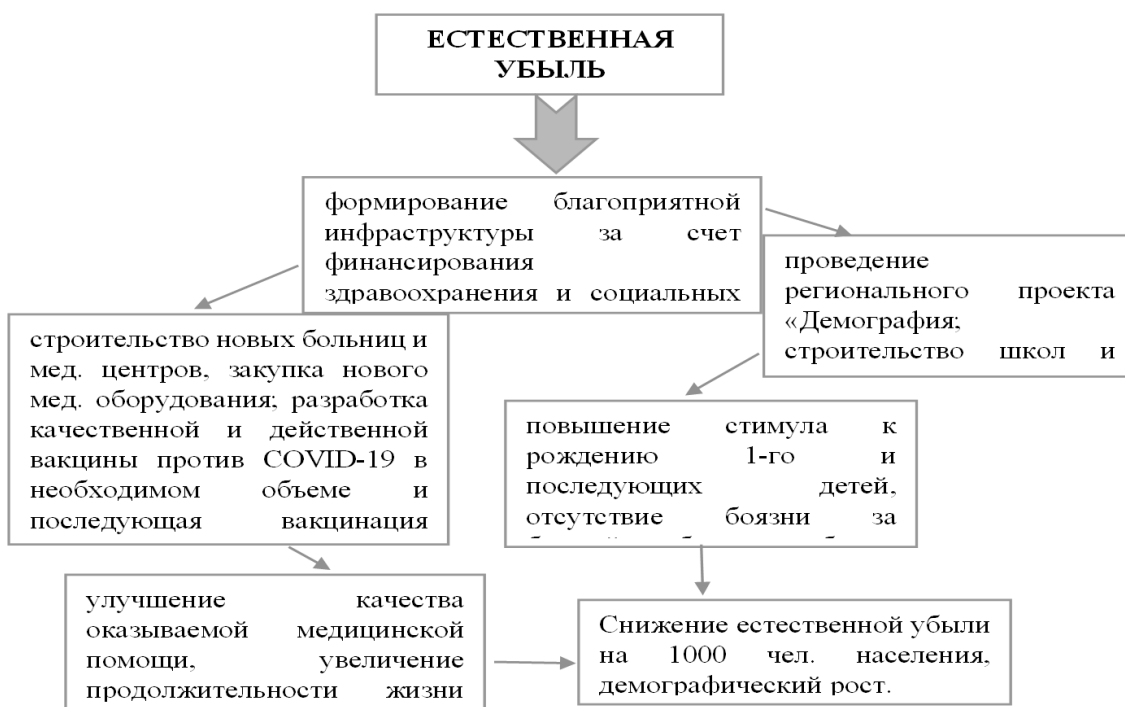 ЕСТЕСТВЕННАЯ
УБЫЛЬ
формирование благоприятной
инфраструктуры за счет
финансирования
здравоохранения и социальных
проведение
регионального проекта
«Демография;
строительство школ и
строительство новых больниц и
мед. центров, закупка нового
мед. оборудования; разработка
качественной и действенной
вакцины против COVID-19 в
необходимом объеме и
последующая вакцинация
повышение стимула к
рождению 1-го и
последующих детей,
отсутствие боязни за
улучшение качества
оказываемой медицинской
помощи, увеличение
продолжительности жизни
Снижение естественной убыли
на 1000 чел. населения,
демографический рост.